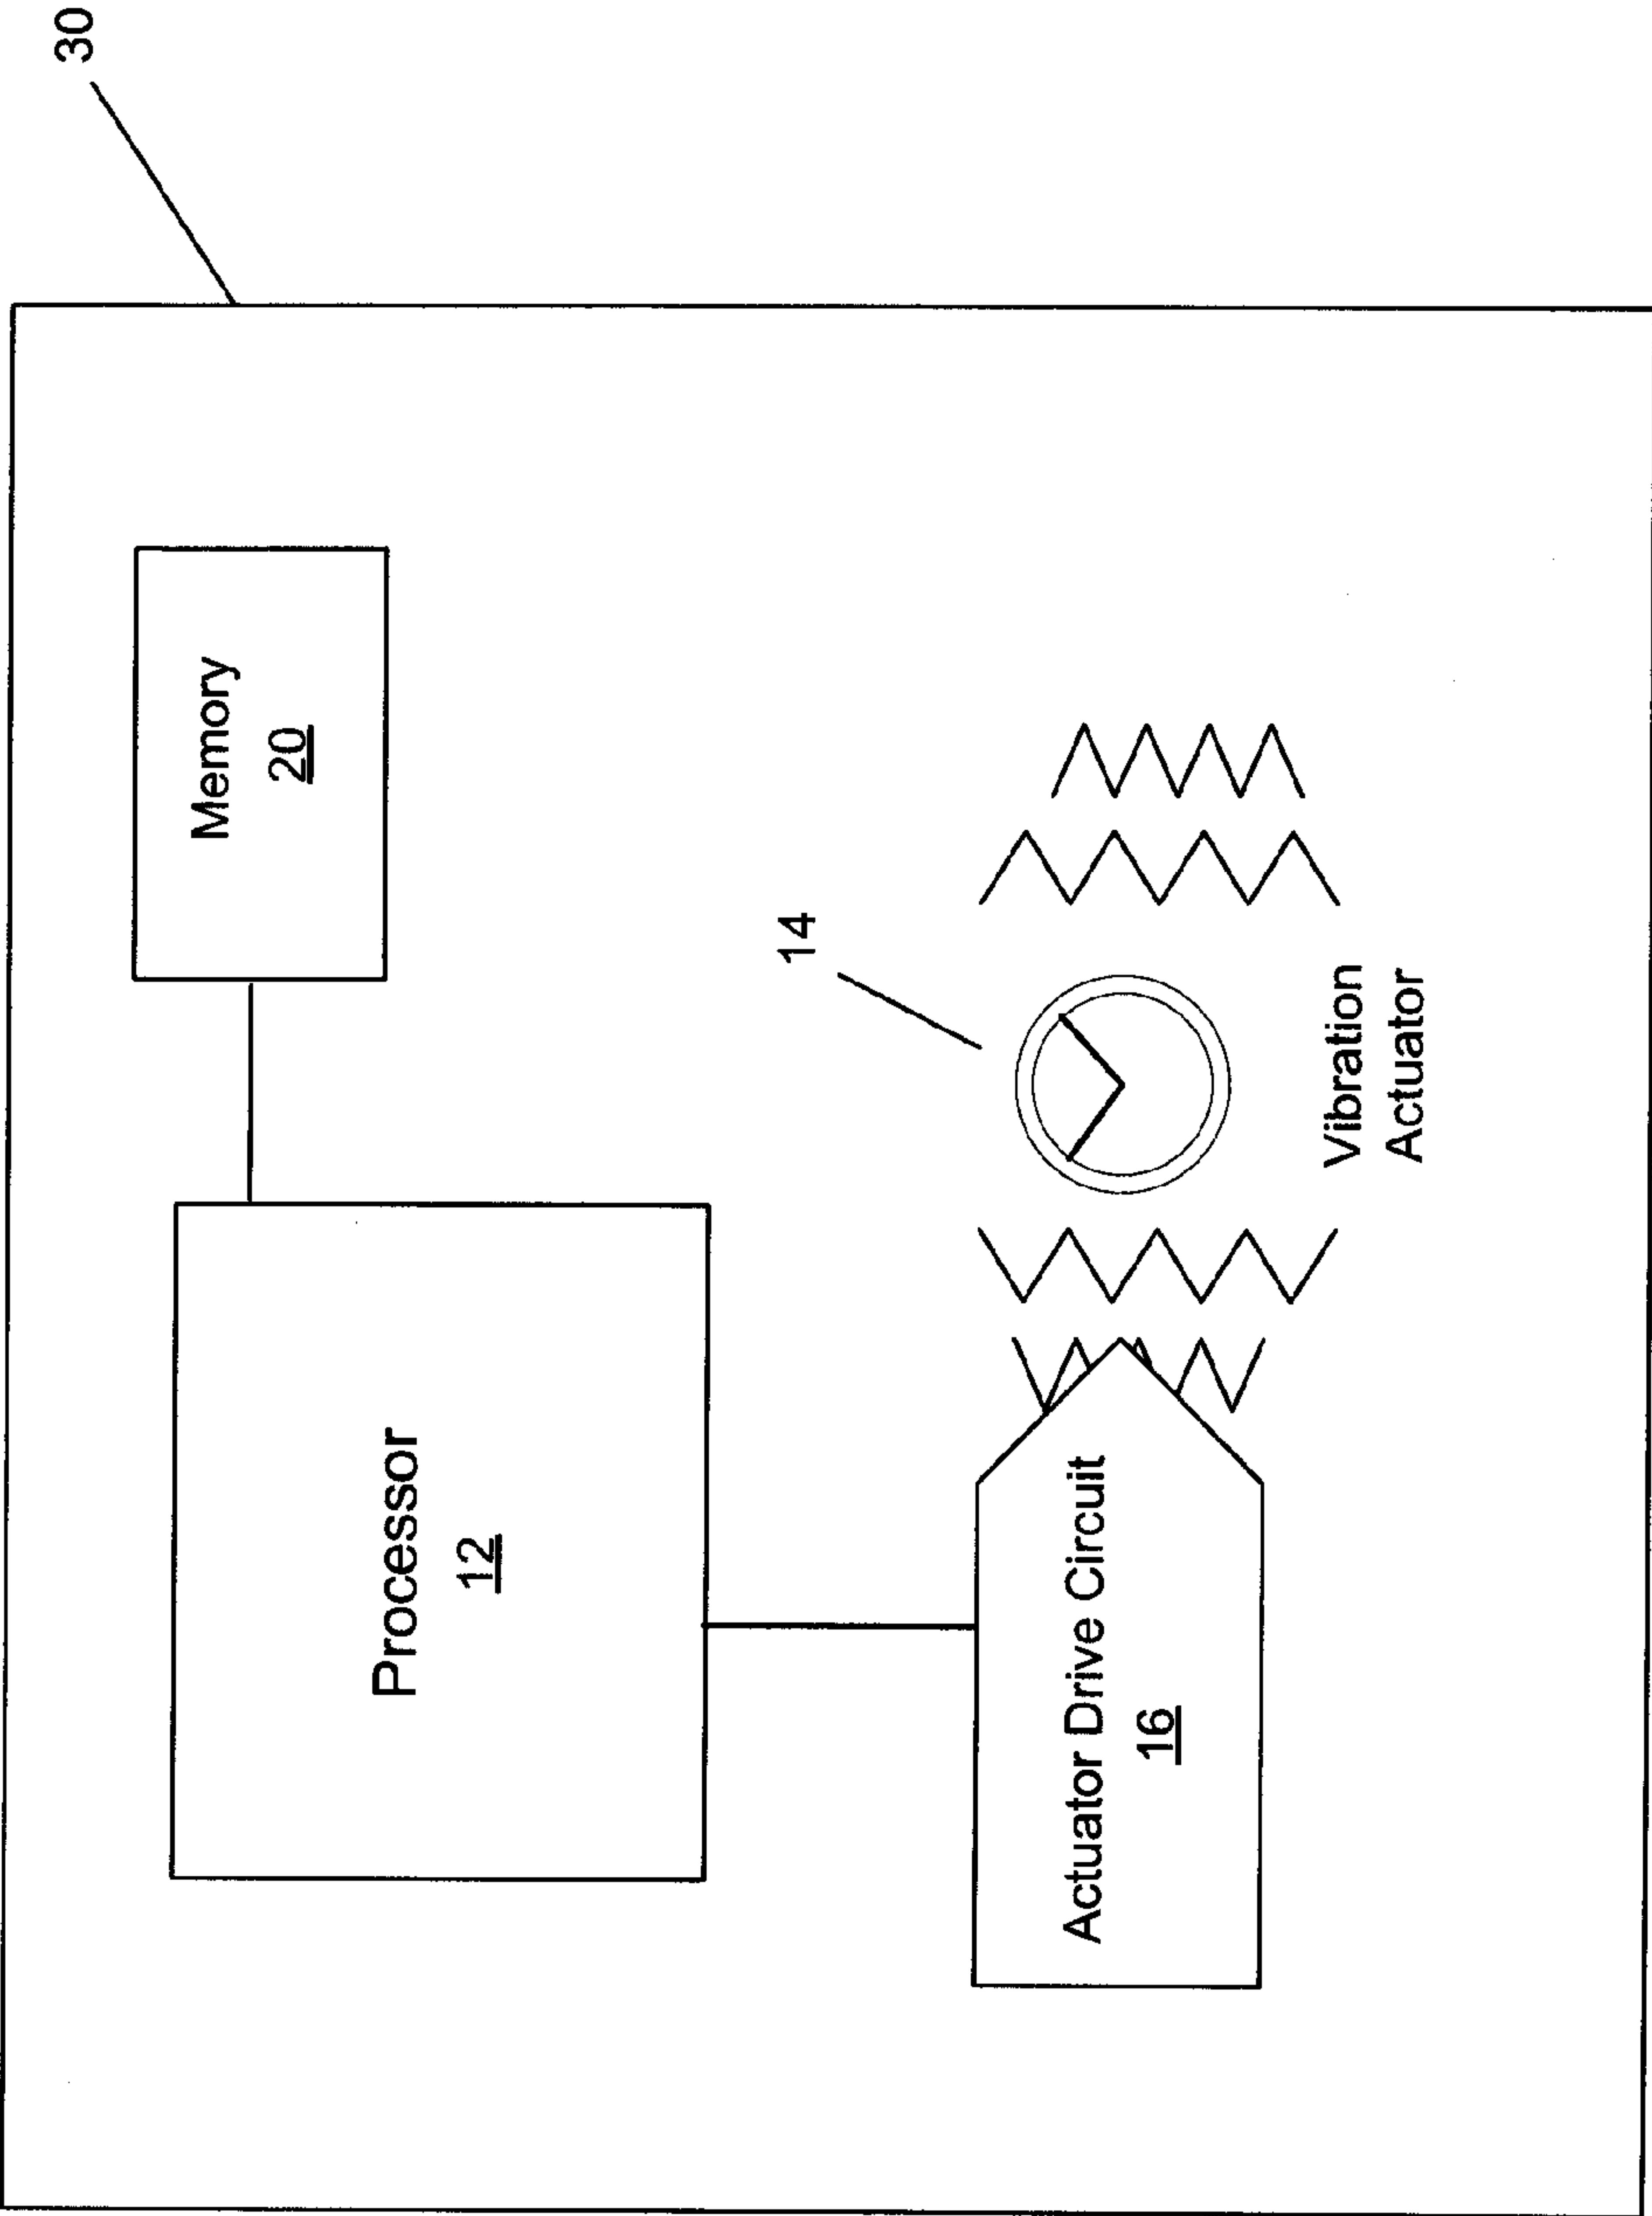 30
Memory
20
Processor
12
14
Actuator Drive Circuit
16
Vibration
Actuator